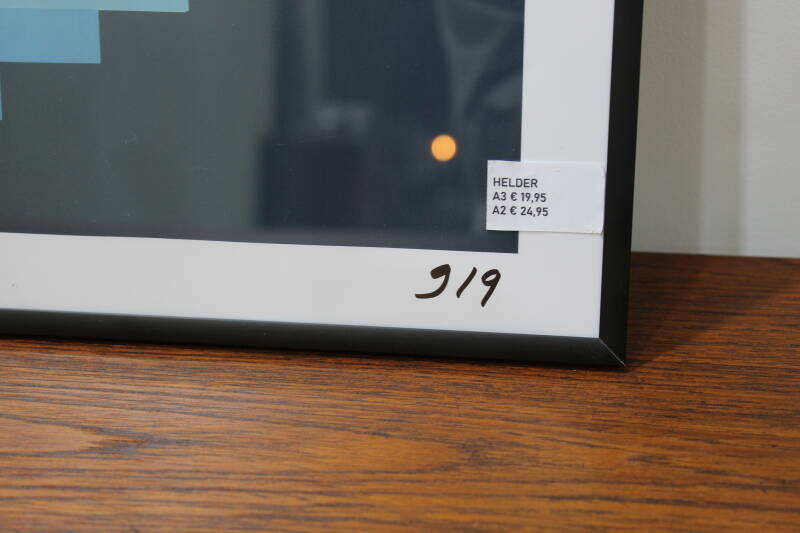 HELDER
A3 € 19,95
A2 € 24,95
919